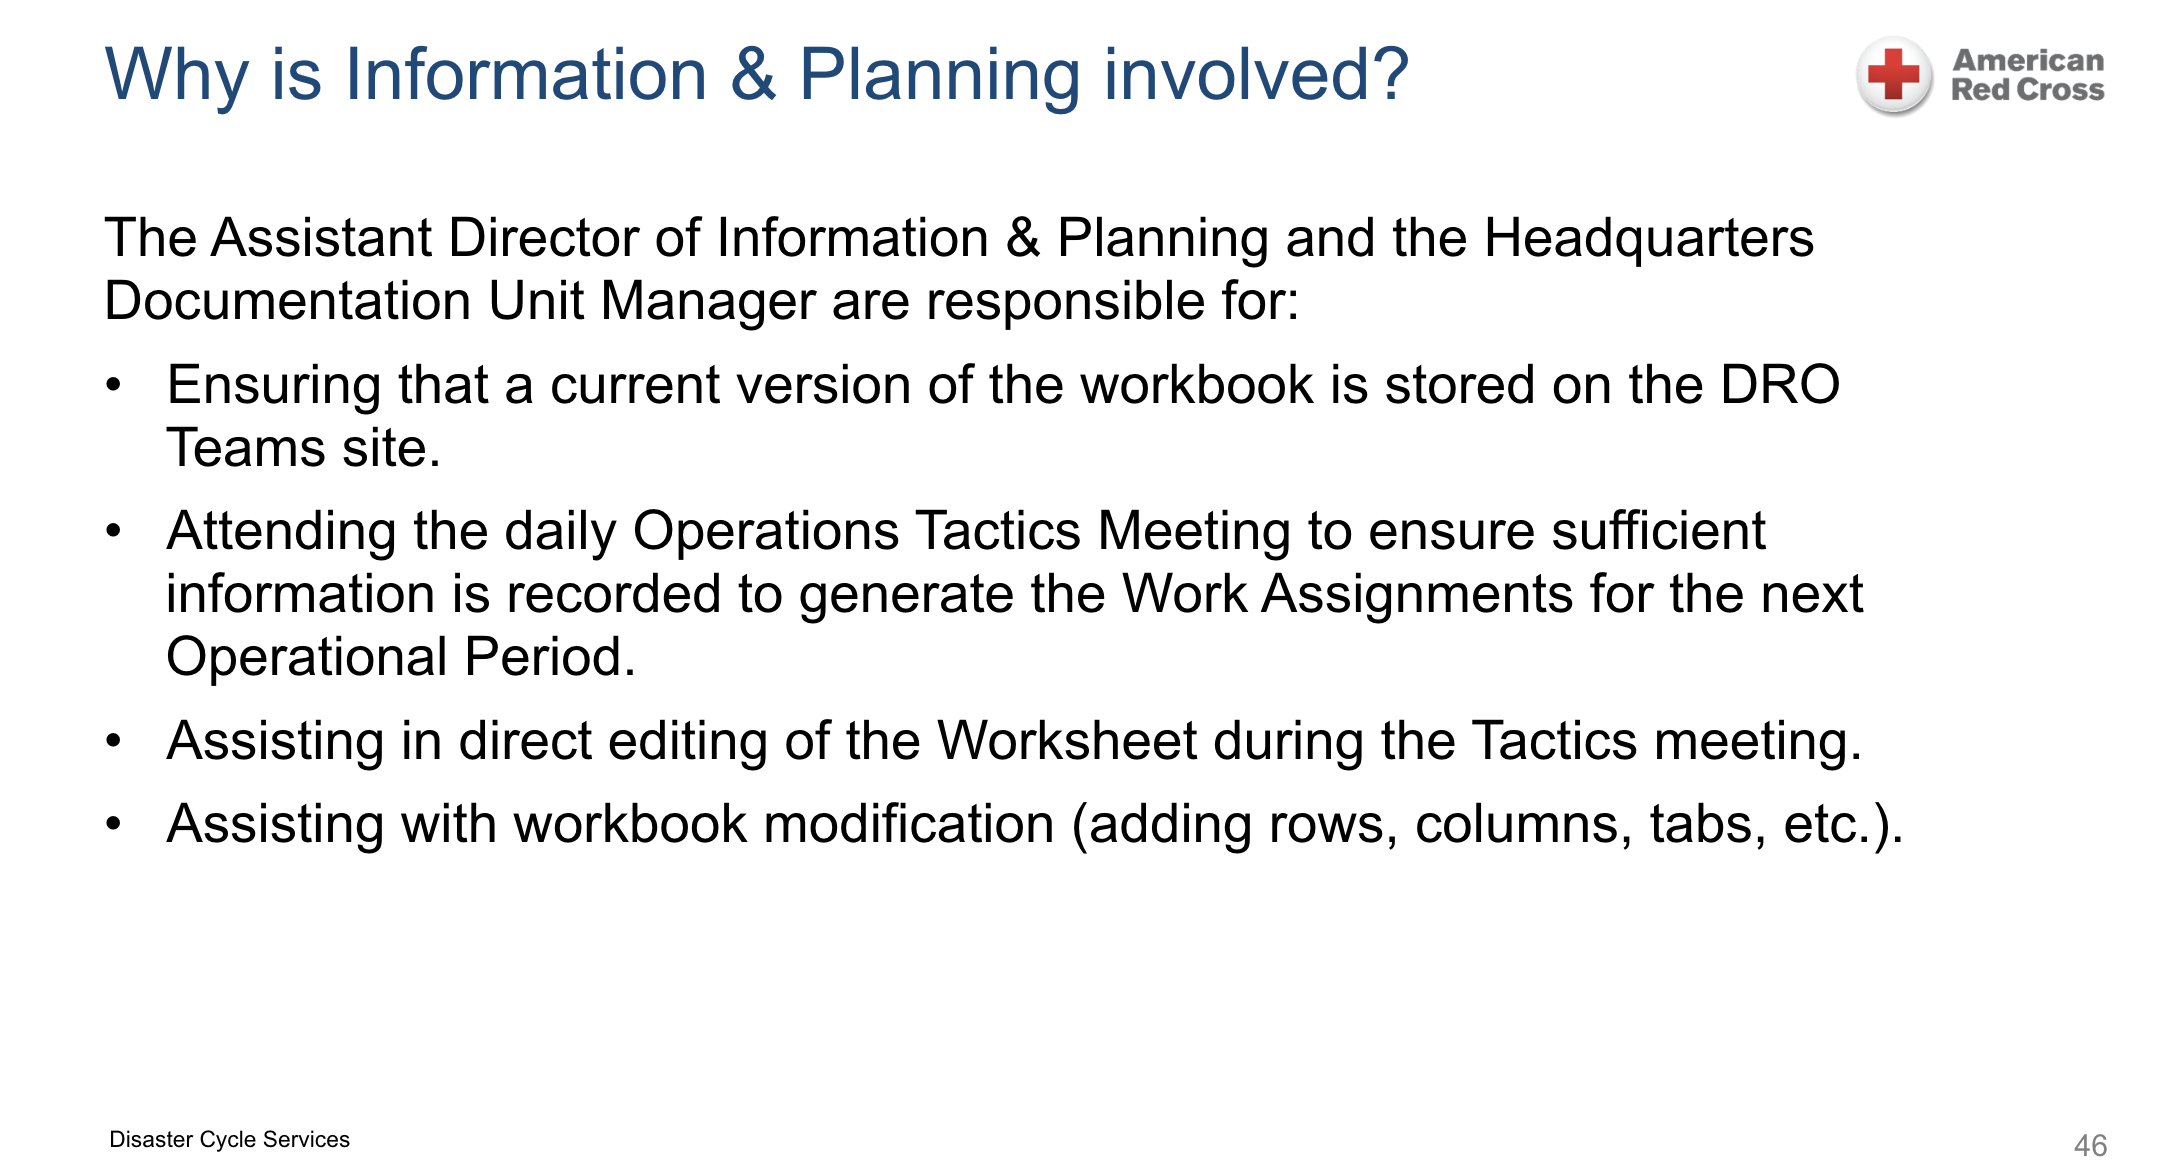 Why is Information & Planning involved?
American
Red Cross
The Assistant Director of Information & Planning and the Headquarters
Documentation Unit Manager are responsible for:
• Ensuring that a current version of the workbook is stored on the DRO
Teams site.
• Attending the daily Operations Tactics Meeting to ensure sufficient
information is recorded to generate the Work Assignments for the next
Operational Period.
• Assisting in direct editing of the Worksheet during the Tactics meeting.
• Assisting with workbook modification (adding rows, columns, tabs, etc.).
Disaster Cycle Services
46